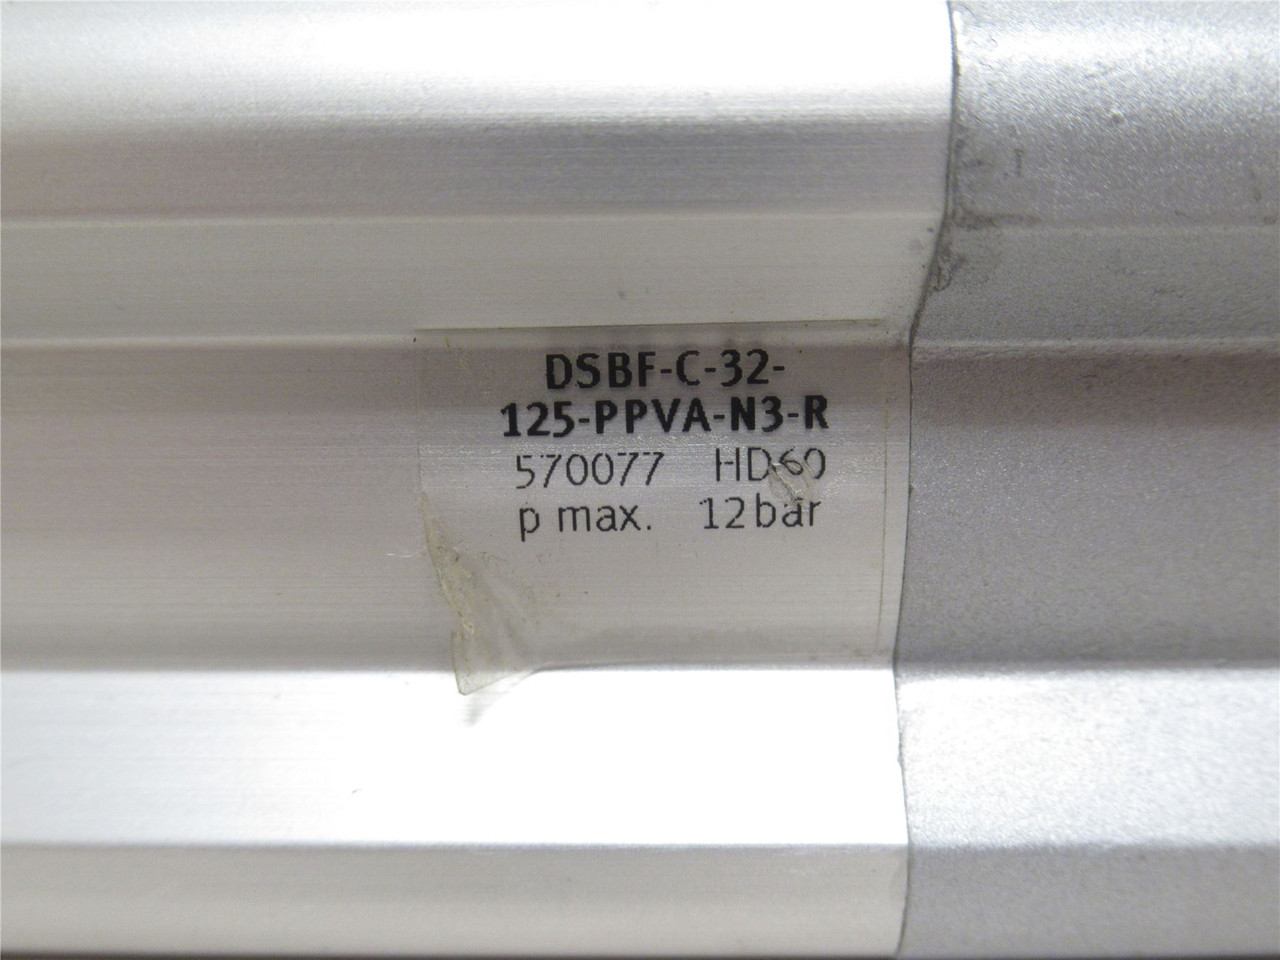 DSBF-C-32-
125-PPVA-N3-R
570077 HD60
p max. 12bar